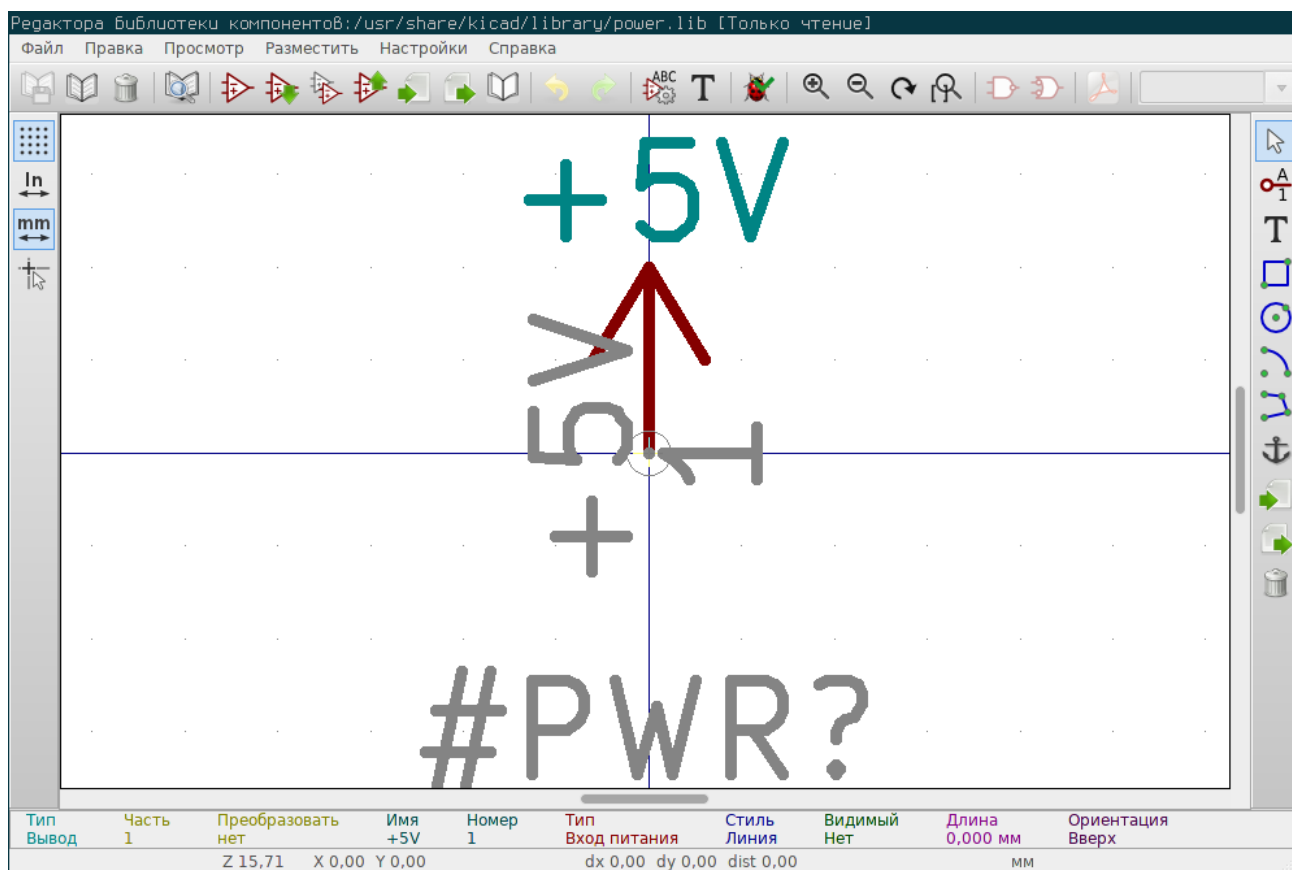 Редактора библиотеки компонентов:/usr/share/kicad/library/power.lib [Только чтение]
Файл Правка Просмотр Разместить Настройки Справка
ABC T
In
mm
A
1
T
+5V
+5V
1
#PWR?
Тип Часть Преобразовать Имя Номер Тип Стиль Видимый Длина Ориентация
Вывод 1 нет +5V 1 Вход питания Линия Нет 0,000 мм Вверх
Z 15,71 X 0,00 Y 0,00 dx 0,00 dy 0,00 dist 0,00 мм